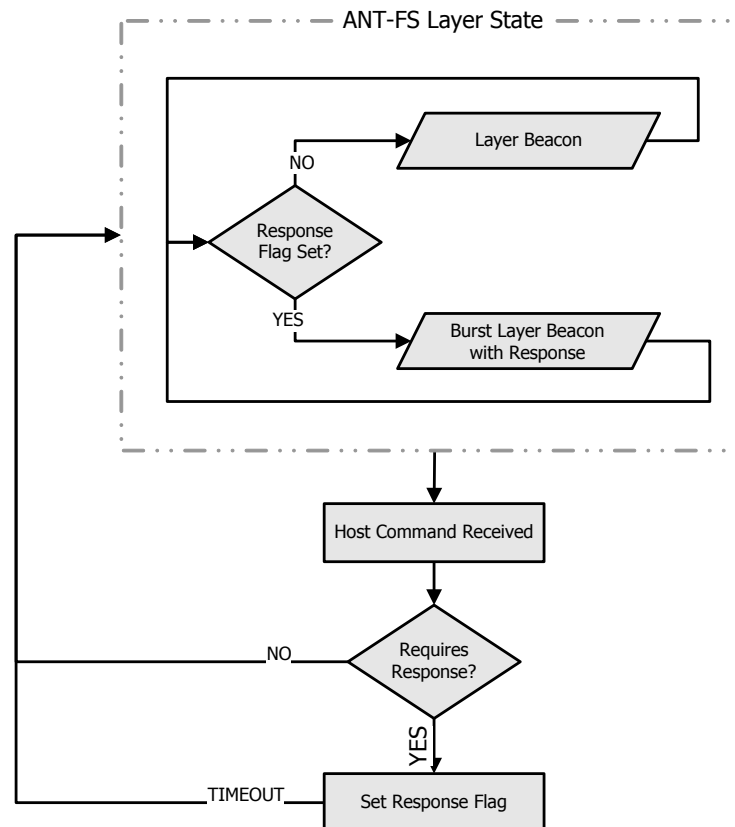 ANT-FS Layer State
Layer Beacon
NO
Response
Flag Set?
YES
Burst Layer Beacon
with Response
Host Command Received
Requires
Response?
NO
YES
TIMEOUT
Set Response Flag